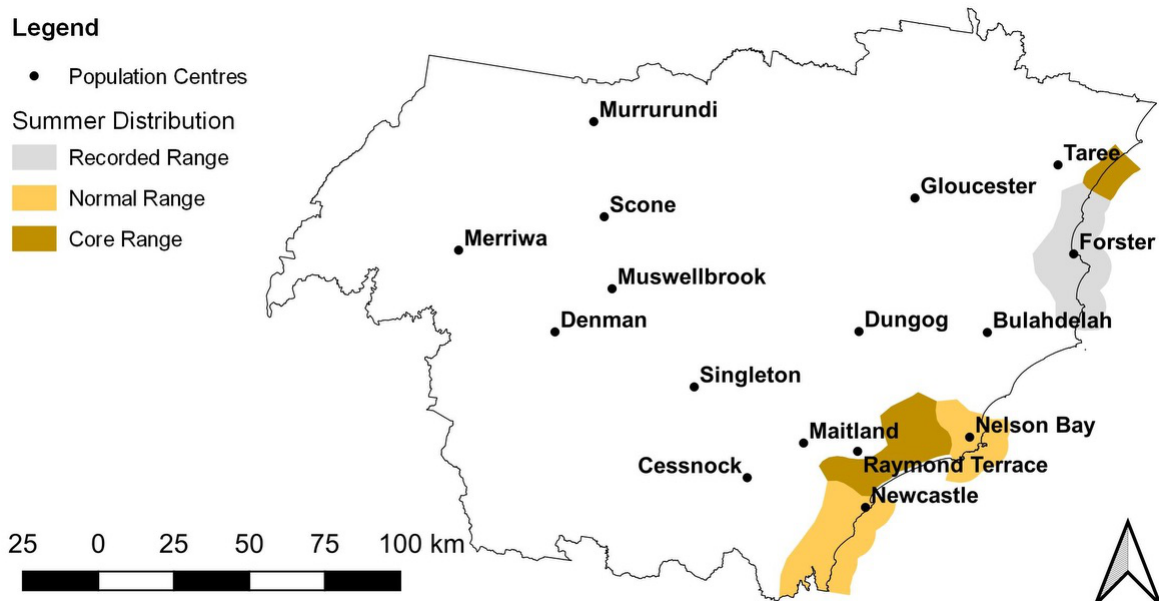 Legend
Population Centres
Summer Distribution
Recorded Range
Normal Range
Core Range
Murrurundi
Taree
Gloucester
Scone
Merriwa
Forster
Muswellbrook
Denman
Dungog
Bulahdelah
Singleton
Nelson Bay
Maitland
Cessnock
Raymond Terrace
Newcastle
25 0 25 50 75 100 km